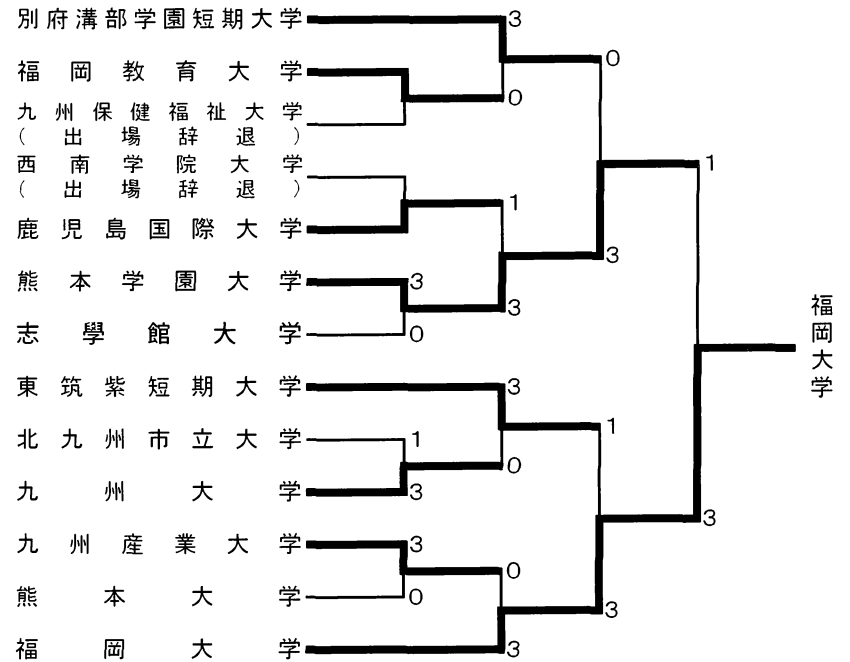 別府溝部学園短期大学
3
0
福岡教育大学
0
九州保健福祉大学
(出場辞退)
西南学院大学
(出場辞退)
1
1
鹿児島国際大学
3
熊本学園大学
3
3
志學館大学
0
福岡大学
東筑紫短期大学
3
1
北九州市立大学
1
0
九州大学
3
3
九州産業大学
3
0
熊本大学
0
3
福岡大学
3